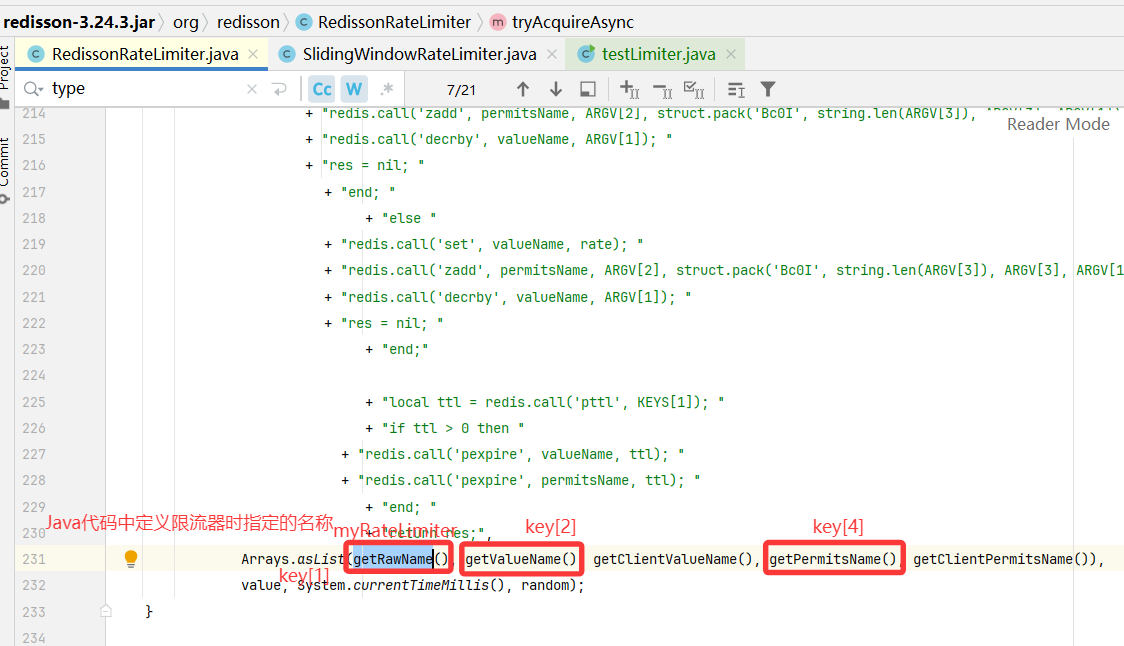 redisson-3.24.3.jar org redisson RedissonRateLimiter tryAcquireAsync
Project
Commit
RedissonRateLimiter.java SlidingWindowRateLimiter.java testLimiter.java
type Cc W .* 7/21
Reader Mode
214 + "redis.call('zadd', permitsName, ARGV[2], struct.pack('Bc0I', string.len(ARGV[3]), ARGV[3], ARGV[1])
215 + "redis.call('decrby', valueName, ARGV[1]); "
216 + "res = nil; "
217 + "end; "
218 + "else "
219 + "redis.call('set', valueName, rate); "
220 + "redis.call('zadd', permitsName, ARGV[2], struct.pack('Bc0I', string.len(ARGV[3]), ARGV[3], ARGV[1
221 + "redis.call('decrby', valueName, ARGV[1]); "
222 + "res = nil; "
223 + "end;"
224
225 + "local ttl = redis.call('pttl', KEYS[1]); "
226 + "if ttl > 0 then "
227 + "redis.call('pexpire', valueName, ttl); "
228 + "redis.call('pexpire', permitsName, ttl); "
229 + "end; "
Java代码中定义限流器时指定的名称 myRateLimiter key[2] key[4]
230 + "return res;",
231 Arrays.asList(getRawName(), getValueName(), getClientValueName(), getPermitsName(), getClientPermitsName()),
key[1]
232 value, System.currentTimeMillis(), random);
233 }
234